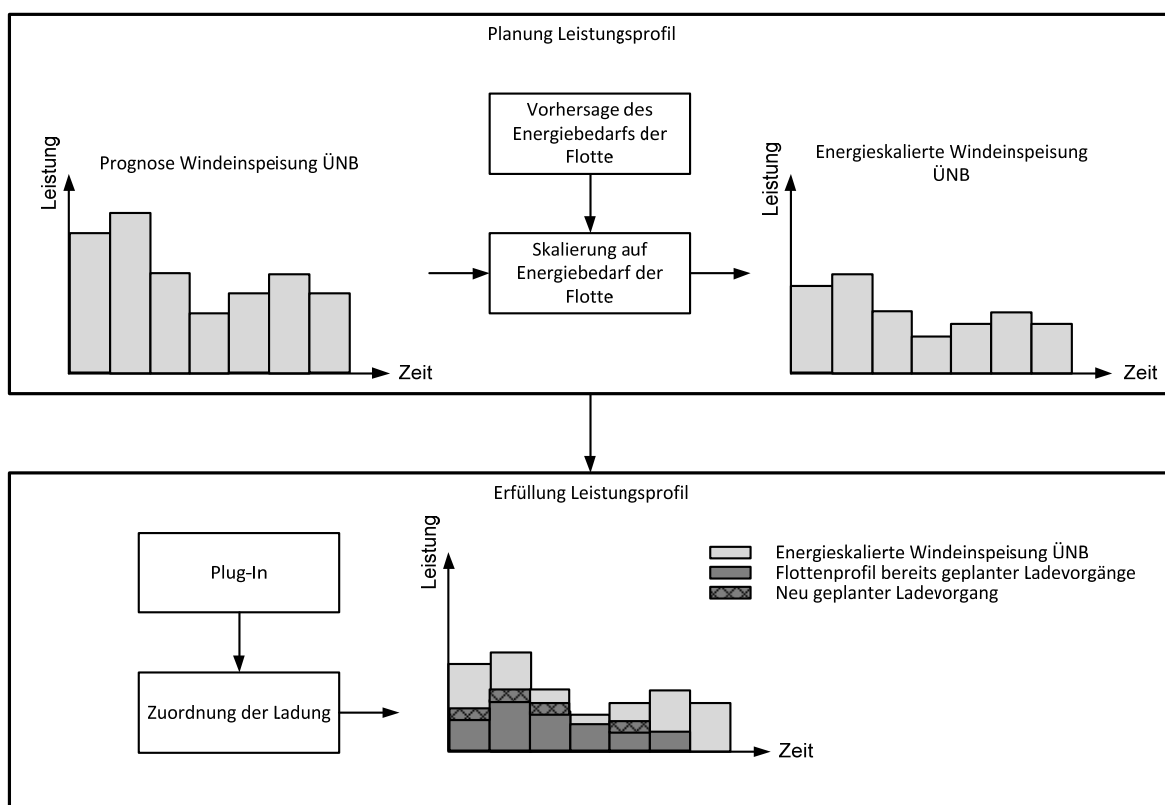 Planung Leistungsprofil
Vorhersage des
Energiebedarfs der
Flotte
Prognose Windeinspeisung ÜNB
Leistung
Zeit
Skalierung auf
Energiebedarf der
Flotte
Energieskalierte Windeinspeisung
ÜNB
Leistung
Zeit
Erfüllung Leistungsprofil
Plug-In
Zuordnung der Ladung
Leistung
Zeit
Energieskalierte Windeinspeisung ÜNB
Flottenprofil bereits geplanter Ladevorgänge
Neu geplanter Ladevorgang